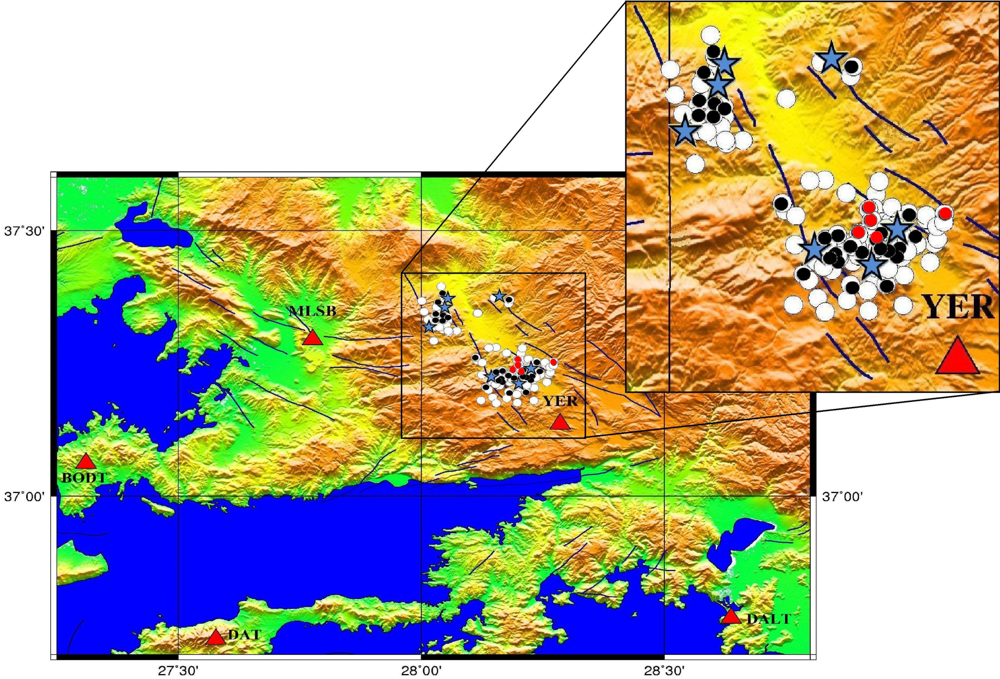 YER
37°30'
MLSB
YER
BODT
37°00'
37°00'
DALT
DAT
27°30'
28°00'
28°30'